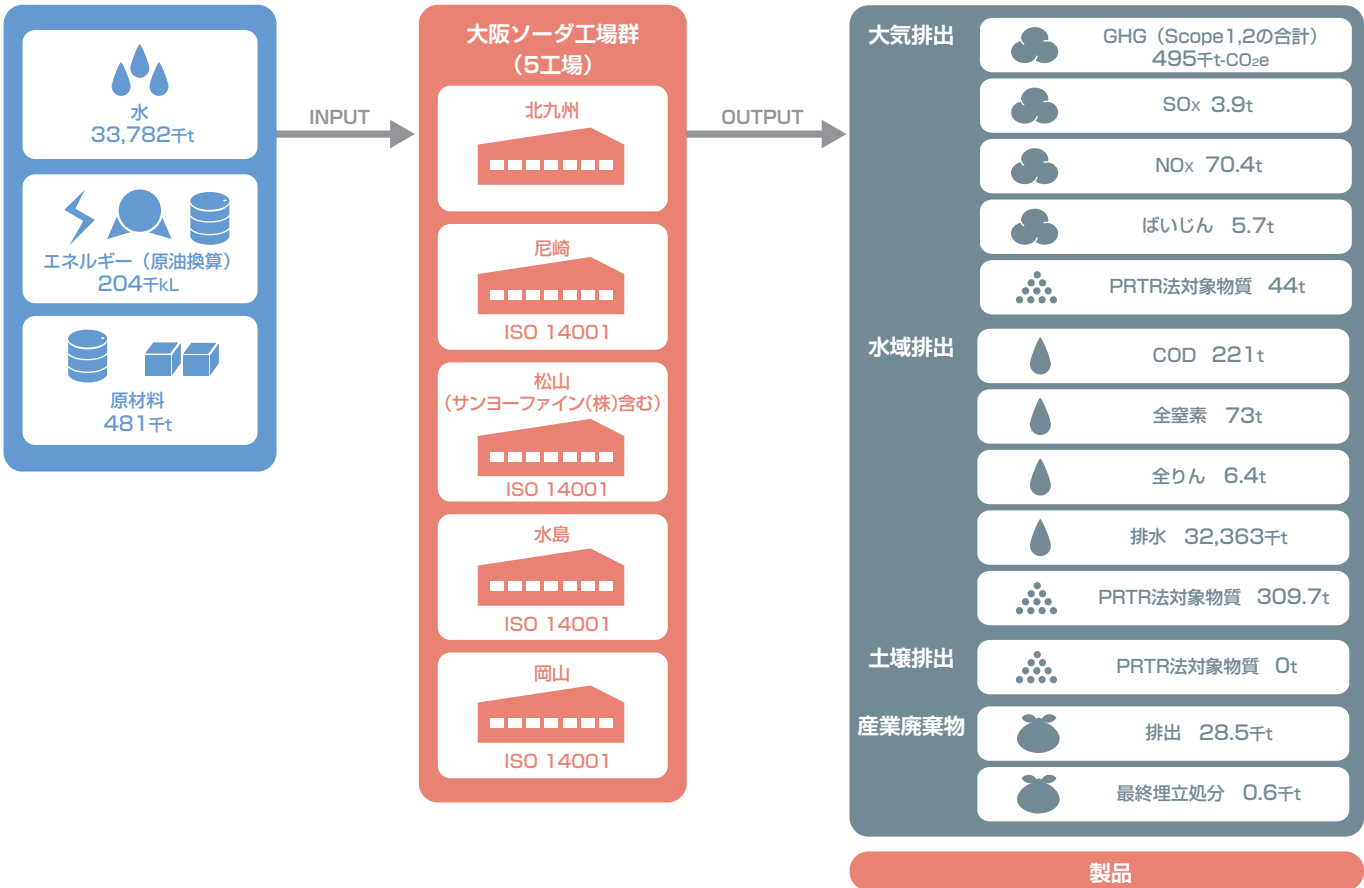 水
33,782千t
エネルギー（原油換算）
204千kL
原材料
481千t
INPUT
大阪ソーダ工場群
（5工場）
北九州
尼崎
ISO 14001
松山
（サンヨーファイン(株)含む）
ISO 14001
水島
ISO 14001
岡山
ISO 14001
OUTPUT
大気排出
GHG（Scope1,2の合計）
495千t-CO₂e
SOx 3.9t
NOx 70.4t
ばいじん 5.7t
PRTR法対象物質 44t
水域排出
COD 221t
全窒素 73t
全りん 6.4t
排水 32,363千t
PRTR法対象物質 309.7t
土壌排出
PRTR法対象物質 0t
産業廃棄物
排出 28.5千t
最終埋立処分 0.6千t
製品